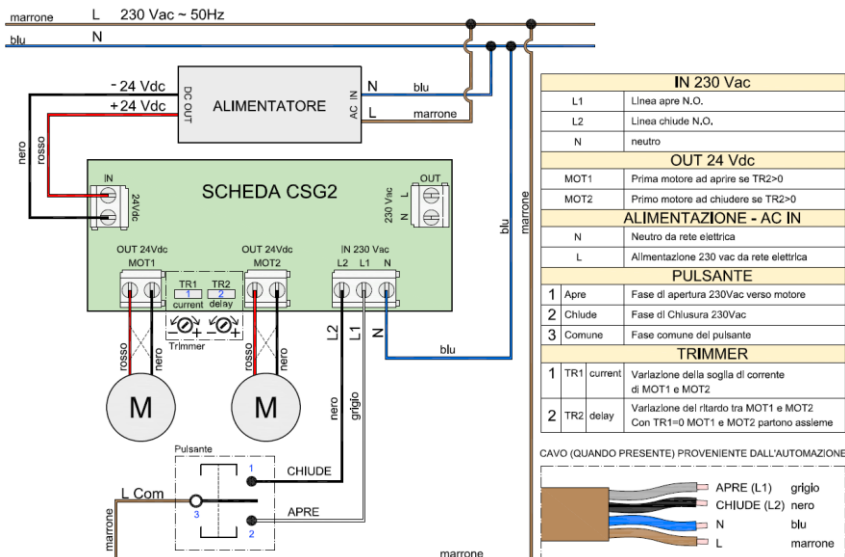 marrone L 230 Vac ~ 50Hz
blu N
- 24 Vdc
+ 24 Vdc
DC OUT
ALIMENTATORE
AC IN
N blu
L marrone
nero
rosso
IN
24Vdc
SCHEDA CSG2
OUT
230 Vac
L
N
OUT 24Vdc
MOT1
TR1
1
current
TR2
2
delay
Trimmer
OUT 24Vdc
MOT2
IN 230 Vac
L2 L1 N
- +
- +
rosso
nero
M
rosso
nero
M
L2
L1
N
blu
blu
marrone
nero
grigio
Pulsante
1
CHIUDE
L Com
3
APRE
2
marrone
marrone
IN 230 Vac
L1 Linea apre N.O.
L2 Linea chiude N.O.
N neutro
OUT 24 Vdc
MOT1 Prima motore ad aprire se TR2>0
MOT2 Prima motore ad chiudere se TR2>0
ALIMENTAZIONE - AC IN
N Neutro da rete elettrica
L Alimentazione 230 vac da rete elettrica
PULSANTE
1 Apre Fase di apertura 230Vac verso motore
2 Chiude Fase di Chiusura 230Vac
3 Comune Fase comune del pulsante
TRIMMER
1 TR1 current Variazione della soglia di corrente
di MOT1 e MOT2
2 TR2 delay Variazione del ritardo tra MOT1 e MOT2
Con TR1=0 MOT1 e MOT2 partono assieme
CAVO (QUANDO PRESENTE) PROVENIENTE DALL'AUTOMAZIONE
APRE (L1) grigio
CHIUDE (L2) nero
N blu
L marrone